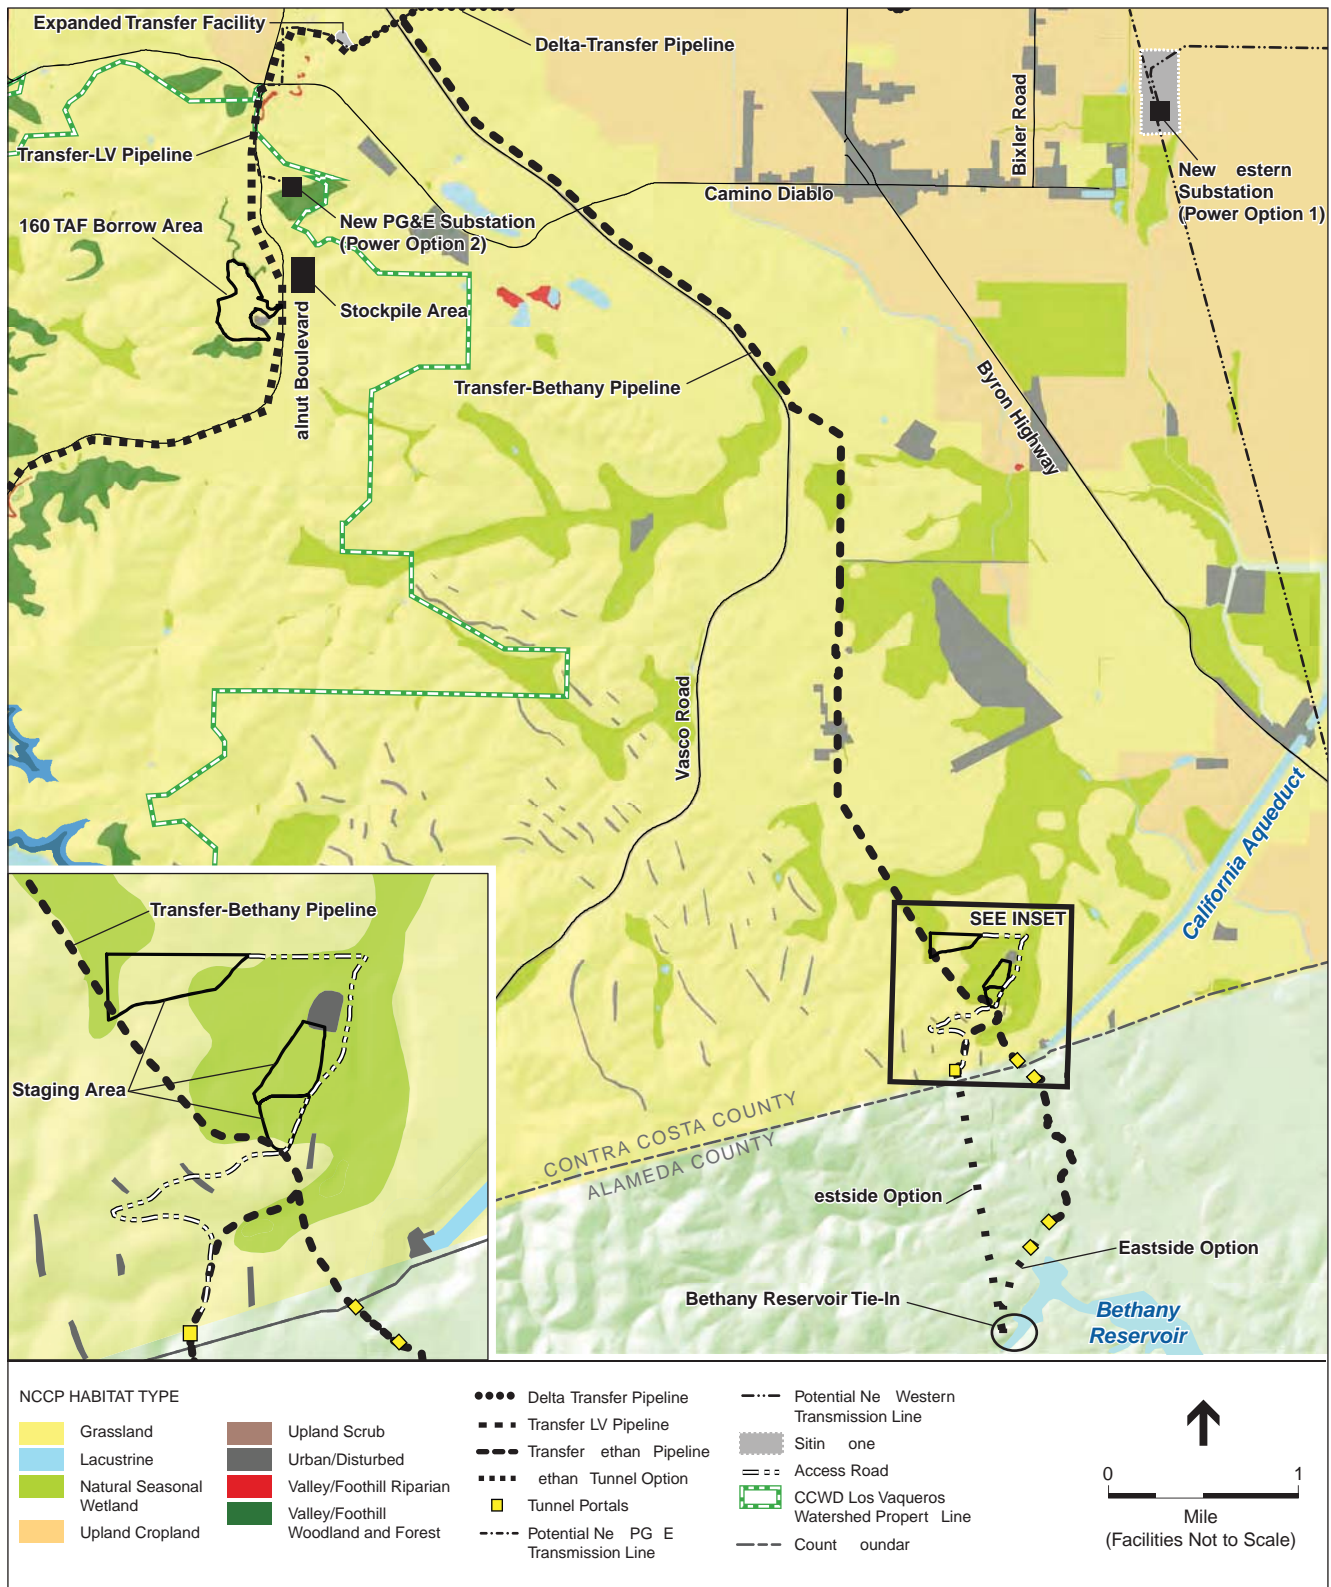 Expanded Transfer Facility
Delta-Transfer Pipeline
Bixler Road
Transfer-LV Pipeline
New estern
Substation
(Power Option 1)
Camino Diablo
160 TAF Borrow Area
New PG&E Substation
(Power Option 2)
Stockpile Area
alnut Boulevard
Transfer-Bethany Pipeline
Byron Highway
Vasco Road
California Aqueduct
SEE INSET
Transfer-Bethany Pipeline
Staging Area
CONTRA COSTA COUNTY
ALAMEDA COUNTY
estside Option
Eastside Option
Bethany Reservoir Tie-In
Bethany
Reservoir
NCCP HABITAT TYPE
Grassland
Lacustrine
Natural Seasonal
Wetland
Upland Cropland
Upland Scrub
Urban/Disturbed
Valley/Foothill Riparian
Valley/Foothill
Woodland and Forest
Delta Transfer Pipeline
Transfer LV Pipeline
Transfer ethan Pipeline
ethan Tunnel Option
Tunnel Portals
Potential Ne PG E
Transmission Line
Potential Ne Western
Transmission Line
Sitin one
Access Road
CCWD Los Vaqueros
Watershed Propert Line
Count oundar
0 1
Mile
(Facilities Not to Scale)